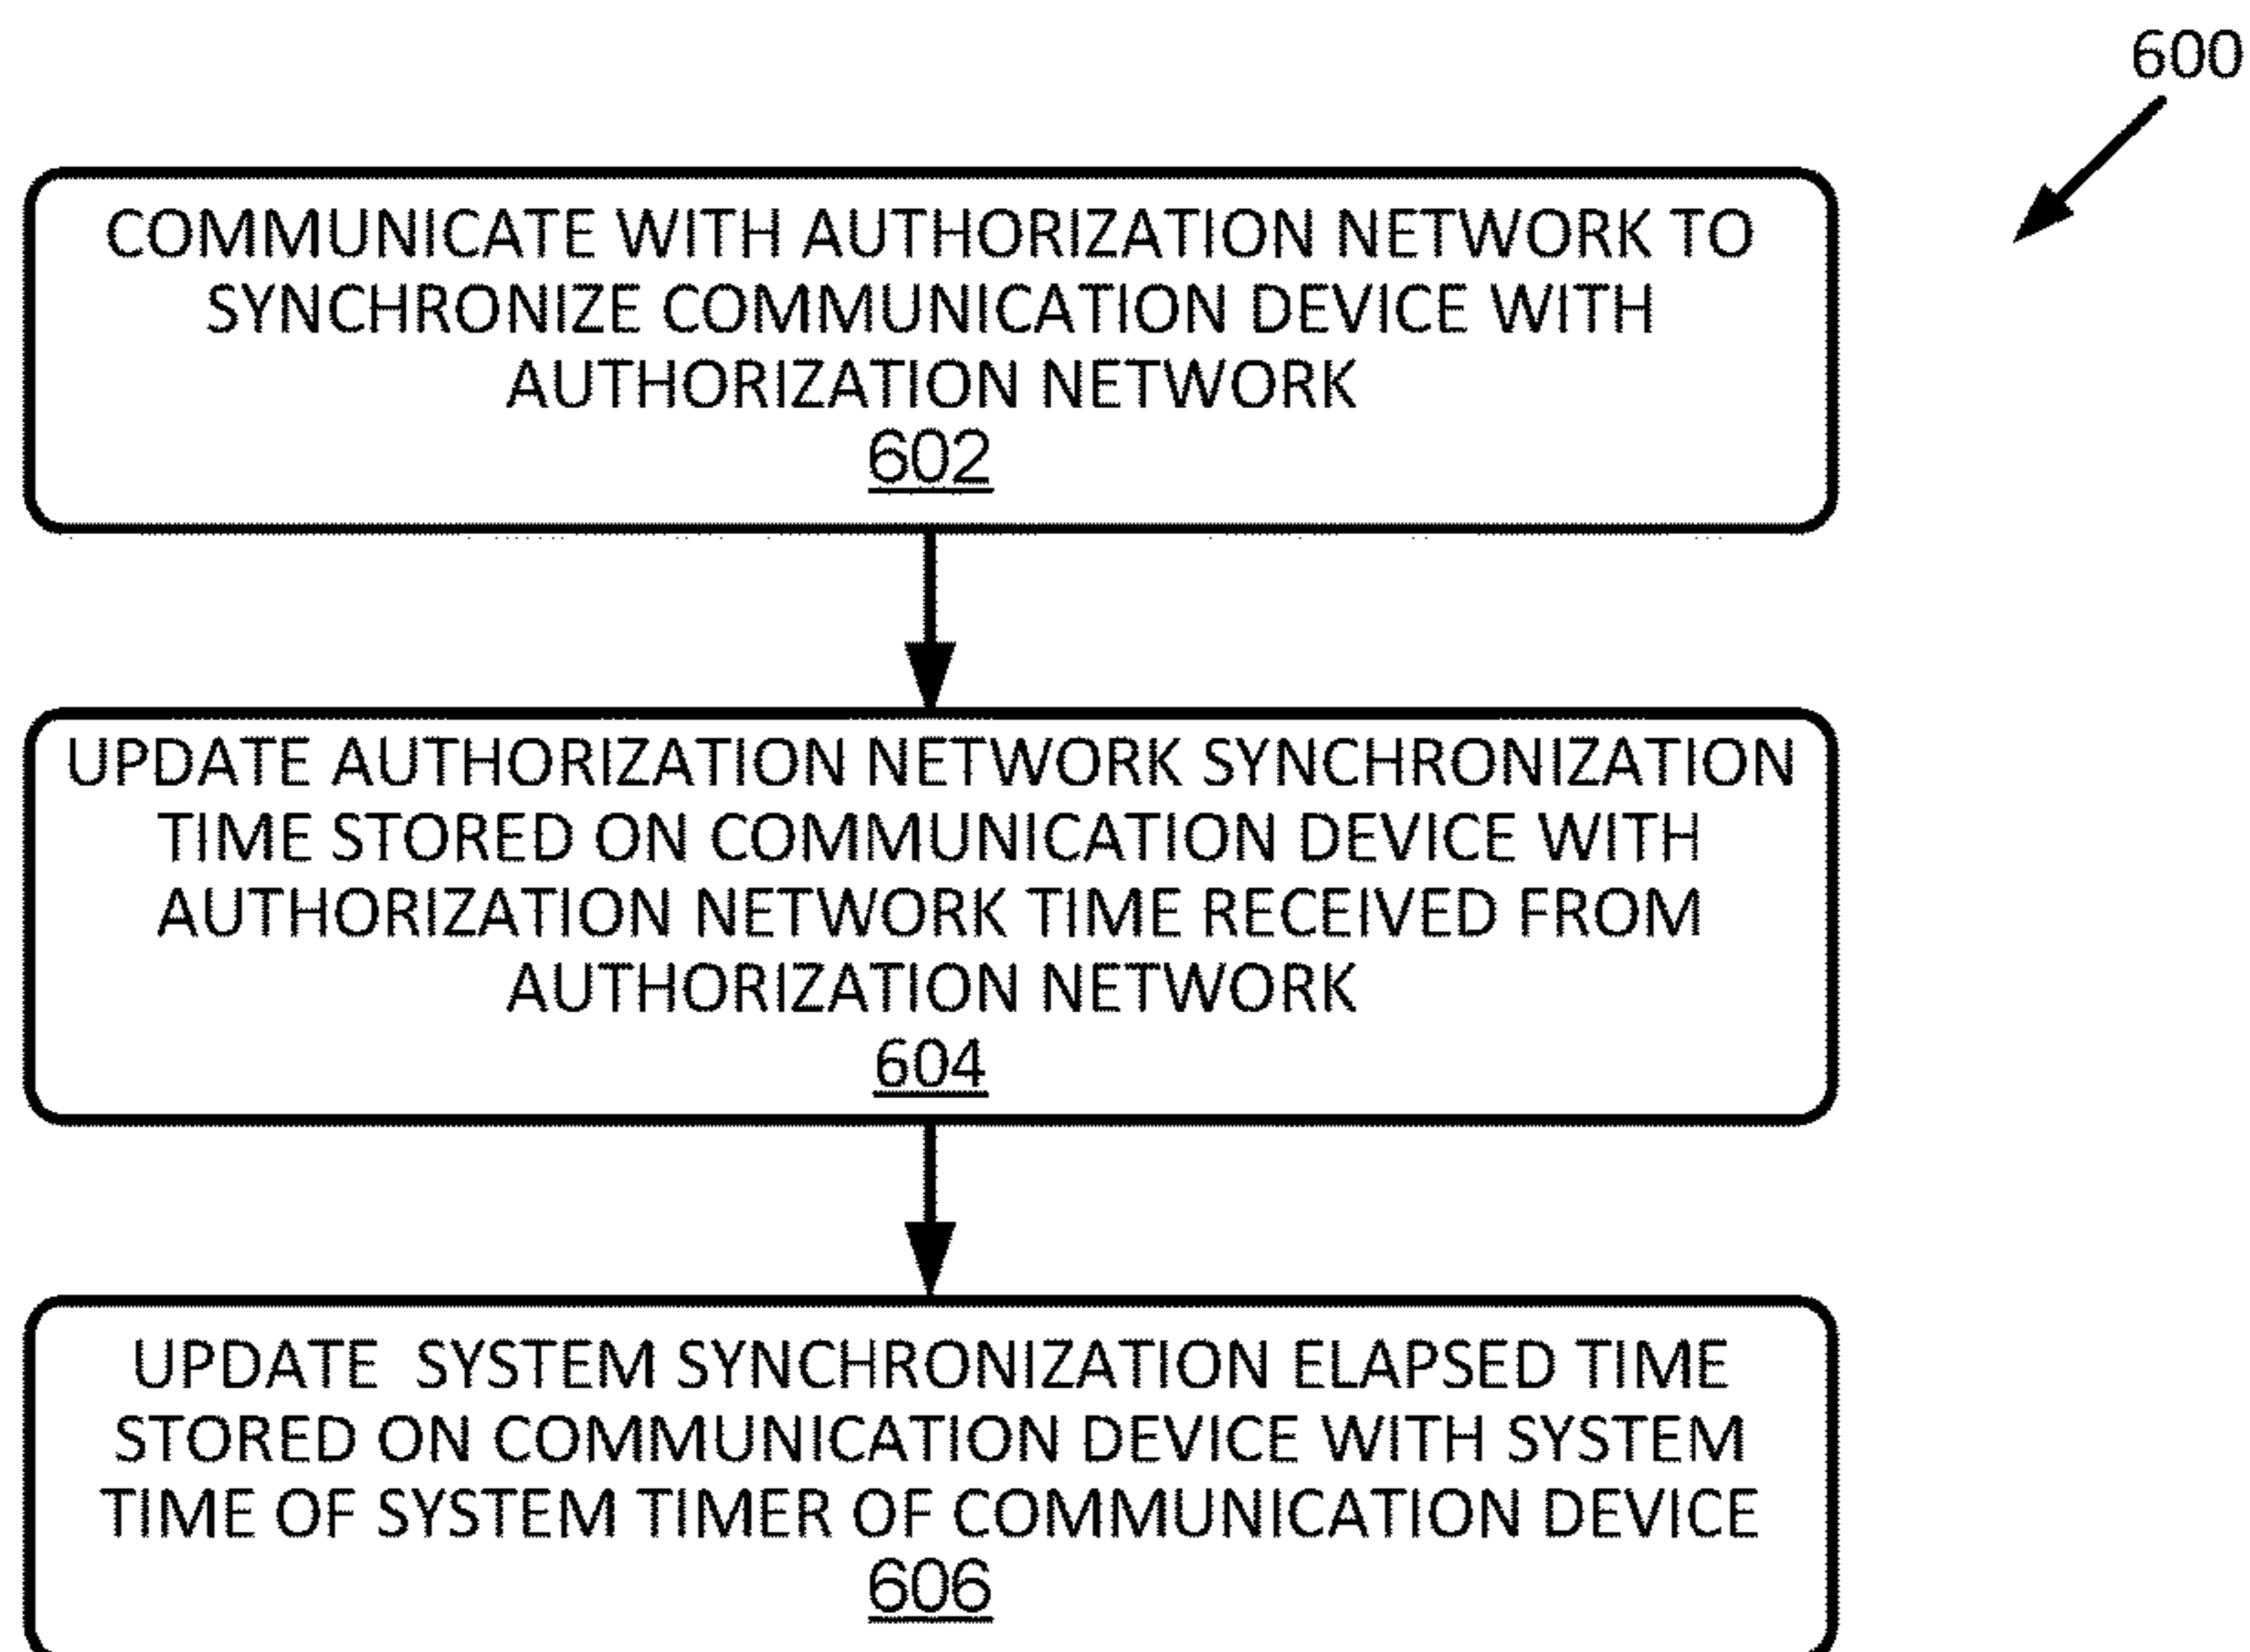 600
COMMUNICATE WITH AUTHORIZATION NETWORK TO
SYNCHRONIZE COMMUNICATION DEVICE WITH
AUTHORIZATION NETWORK
602
UPDATE AUTHORIZATION NETWORK SYNCHRONIZATION
TIME STORED ON COMMUNICATION DEVICE WITH
AUTHORIZATION NETWORK TIME RECEIVED FROM
AUTHORIZATION NETWORK
604
UPDATE SYSTEM SYNCHRONIZATION ELAPSED TIME
STORED ON COMMUNICATION DEVICE WITH SYSTEM
TIME OF SYSTEM TIMER OF COMMUNICATION DEVICE
606